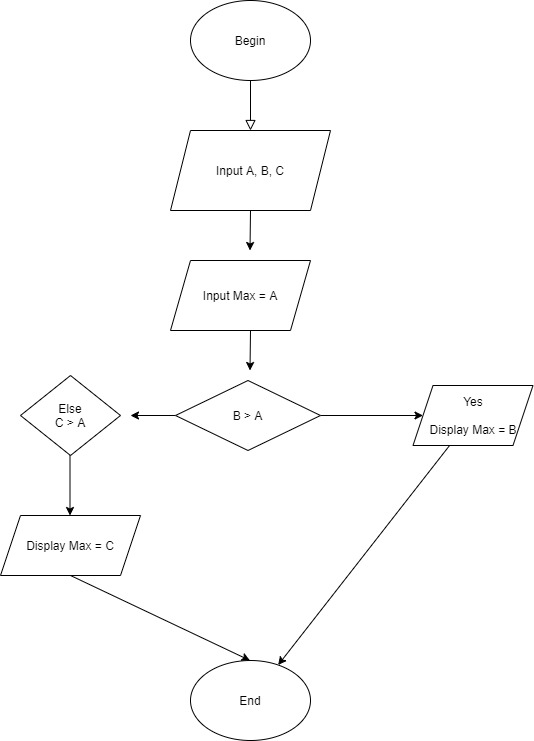 Begin
Input A, B, C
Input Max = A
Else
C > A
B > A
Yes
Display Max = B
Display Max = C
End